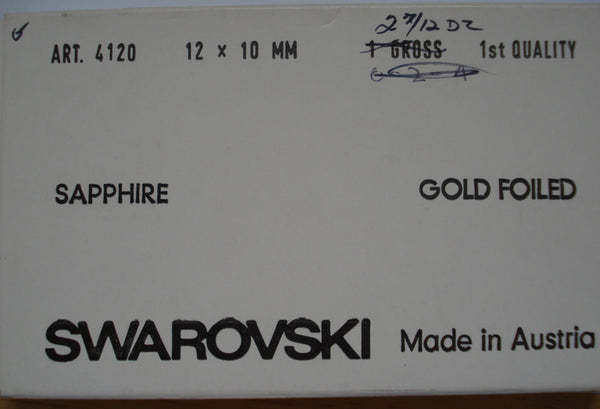 2 7/12 DZ
ART. 4120 12 × 10 MM 1 GROSS 1st QUALITY
SAPPHIRE GOLD FOILED
SWAROVSKI Made in Austria